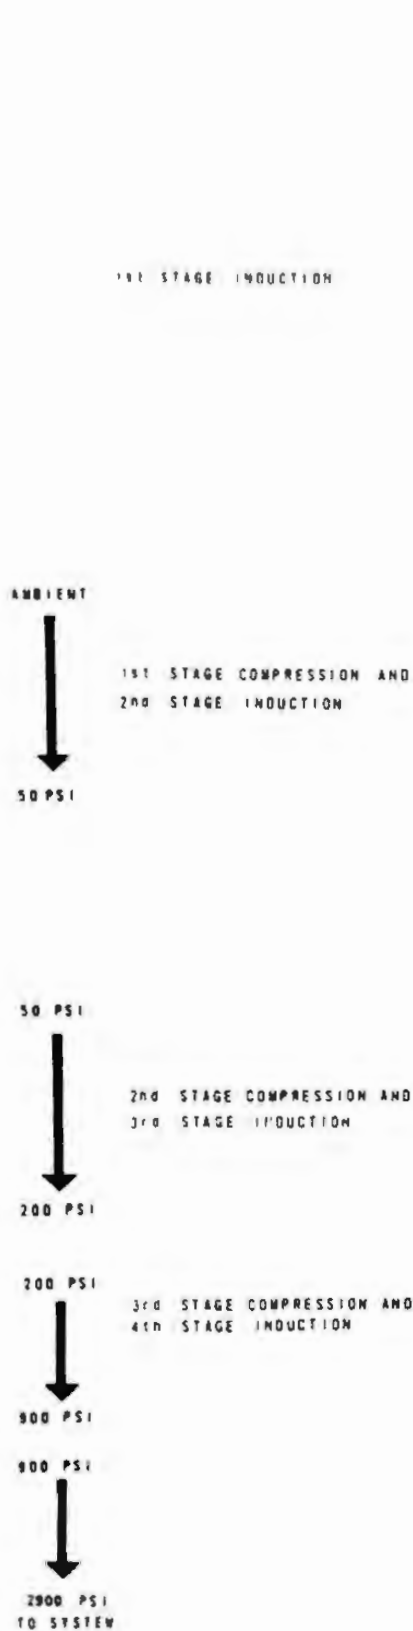 1st STAGE INDUCTION
AMBIENT
1st STAGE COMPRESSION AND
2nd STAGE INDUCTION
50 PSI
50 PSI
2nd STAGE COMPRESSION AND
3rd STAGE INDUCTION
200 PSI
200 PSI
3rd STAGE COMPRESSION AND
4th STAGE INDUCTION
900 PSI
900 PSI
2900 PSI
TO SYSTEM